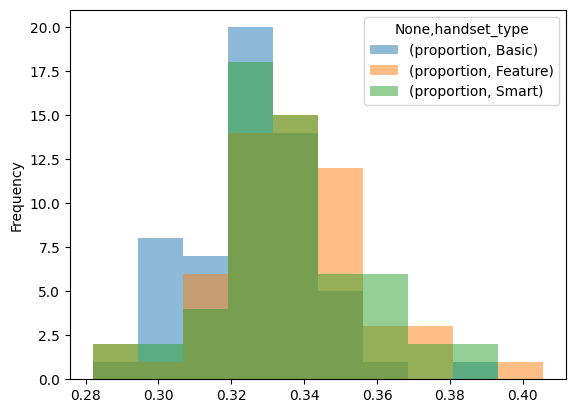 None,handset_type
(proportion, Basic)
(proportion, Feature)
(proportion, Smart)
Frequency
20.0
17.5
15.0
12.5
10.0
7.5
5.0
2.5
0.0
0.28 0.30 0.32 0.34 0.36 0.38 0.40